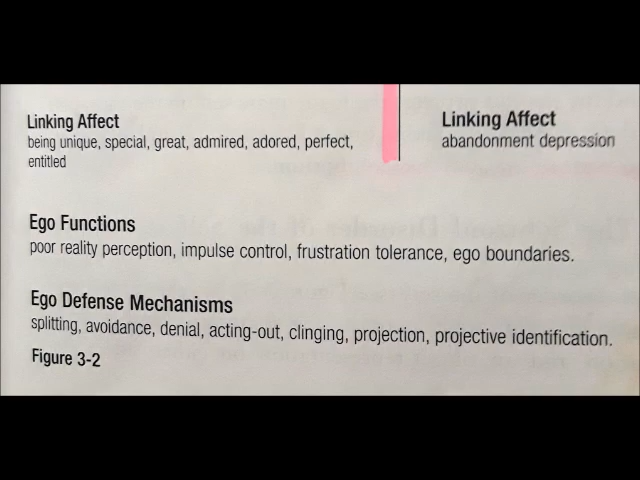 Linking Affect
being unique, special, great, admired, adored, perfect,
entitled
Linking Affect
abandonment depression
Ego Functions
poor reality perception, impulse control, frustration tolerance, ego boundaries.
Ego Defense Mechanisms
splitting, avoidance, denial, acting-out, clinging, projection, projective identification.
Figure 3-2